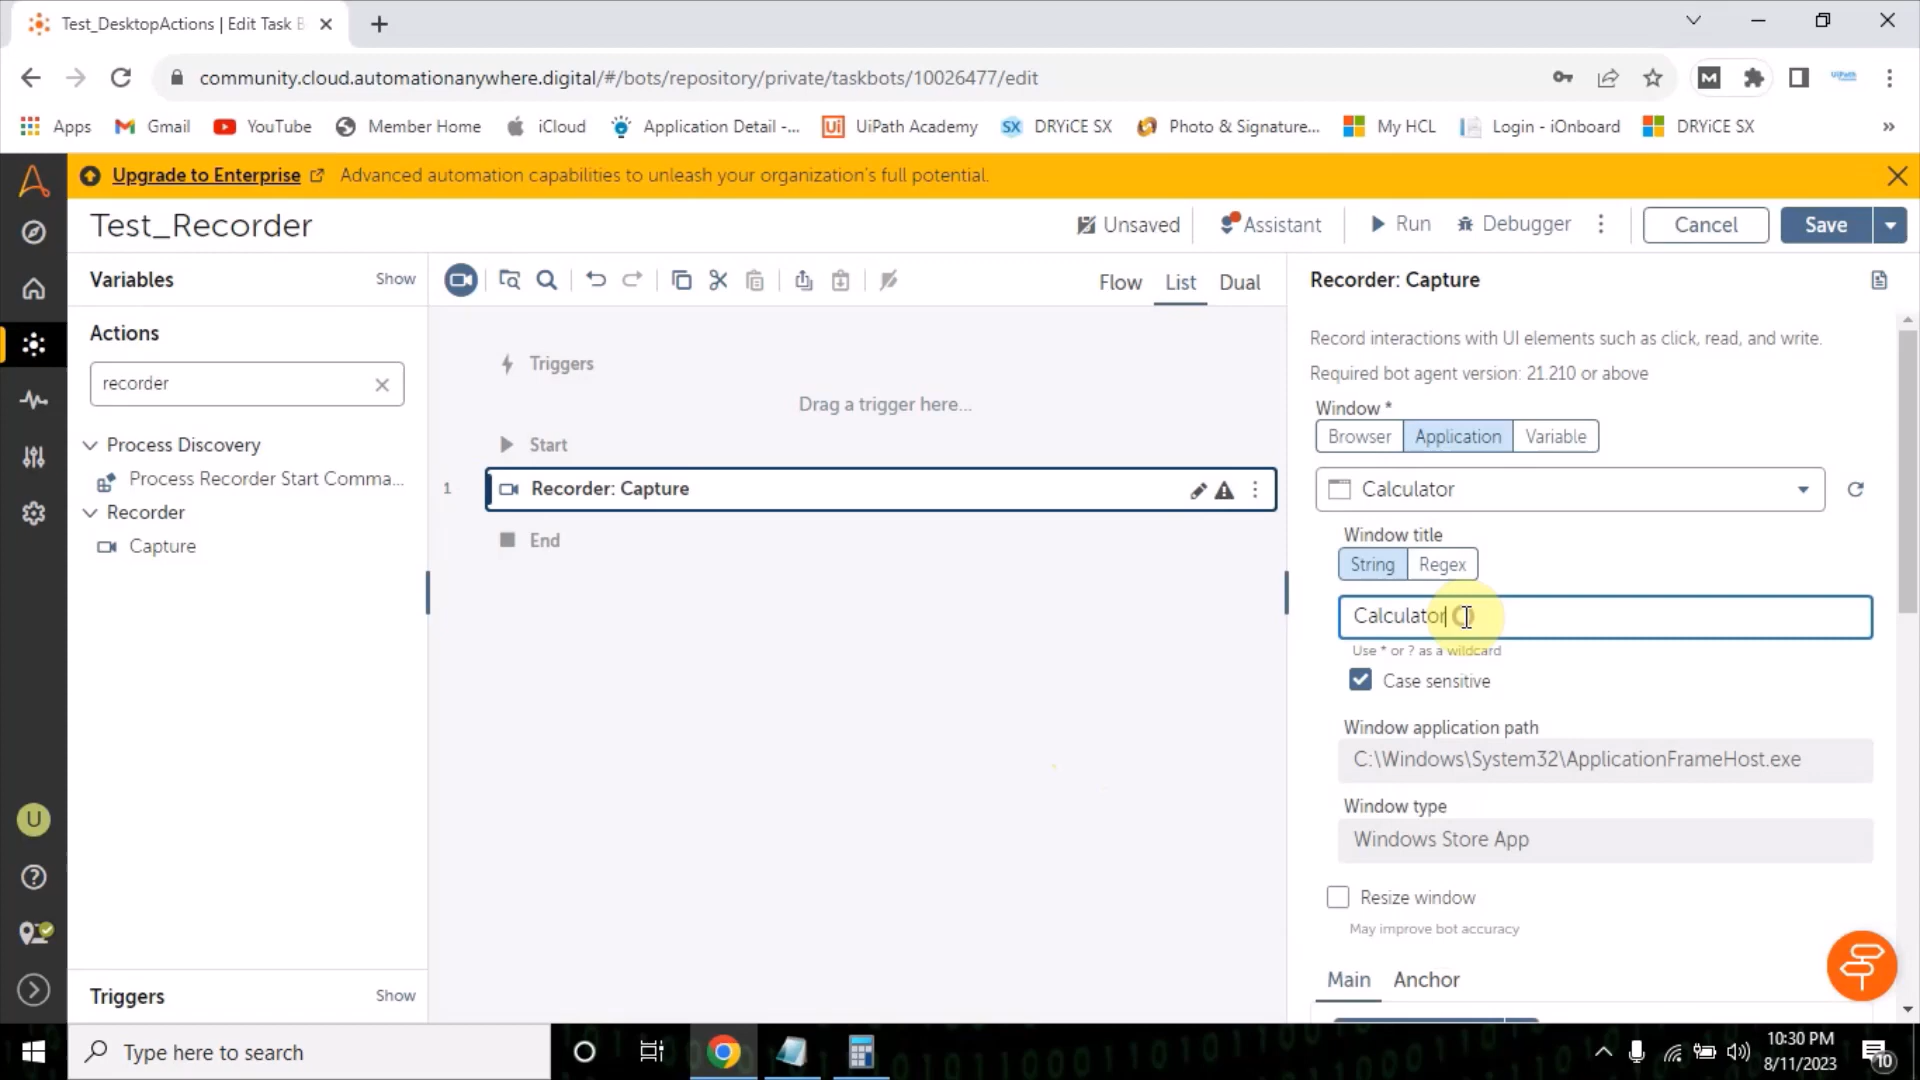 Test_DesktopActions | Edit Task B
community.cloud.automationanywhere.digital/#/bots/repository/private/taskbots/10026477/edit
Apps Gmail YouTube Member Home iCloud Application Detail -... UiPath Academy DRYiCE SX Photo & Signature... My HCL Login - iOnboard DRYiCE SX »
Upgrade to Enterprise Advanced automation capabilities to unleash your organization's full potential.
Test_Recorder Unsaved Assistant Run Debugger Cancel Save
Variables Show Flow List Dual Recorder: Capture
Actions
recorder
Process Discovery
Process Recorder Start Comma...
Recorder
Capture
Triggers Show
Triggers
Drag a trigger here...
Start
1 Recorder: Capture
End
Record interactions with UI elements such as click, read, and write.
Required bot agent version: 21.210 or above
Window *
Browser Application Variable
Calculator
Window title
String Regex
Calculator
Use * or ? as a wildcard
Case sensitive
Window application path
C:\Windows\System32\ApplicationFrameHost.exe
Window type
Windows Store App
Resize window
May improve bot accuracy
Main Anchor
U
Type here to search
10:30 PM
8/11/2023
10